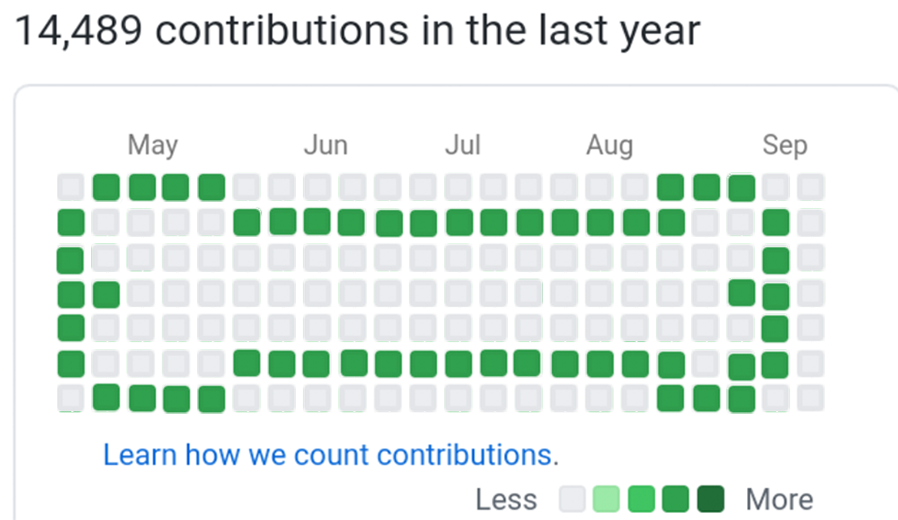 14,489 contributions in the last year
May Jun Jul Aug Sep
Learn how we count contributions.
Less More